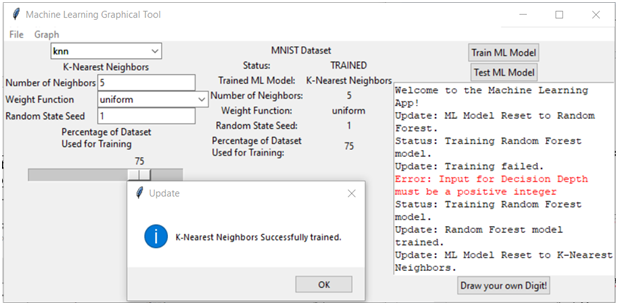 Machine Learning Graphical Tool
File Graph
knn
K-Nearest Neighbors
Number of Neighbors 5
Weight Function uniform
Random State Seed 1
Percentage of Dataset
Used for Training
75
MNIST Dataset
Status: TRAINED
Trained ML Model: K-Nearest Neighbors
Number of Neighbors: 5
Weight Function: uniform
Random State Seed: 1
Percentage of Dataset
Used for Training: 75
Train ML Model
Test ML Model
Welcome to the Machine Learning
App!
Update: ML Model Reset to Random
Forest.
Status: Training Random Forest
model.
Update: Training failed.
Error: Input for Decision Depth
must be a positive integer
Status: Training Random Forest
model.
Update: Random Forest model
trained.
Update: ML Model Reset to K-Nearest
Neighbors.
Draw your own Digit!
Update
K-Nearest Neighbors Successfully trained.
OK